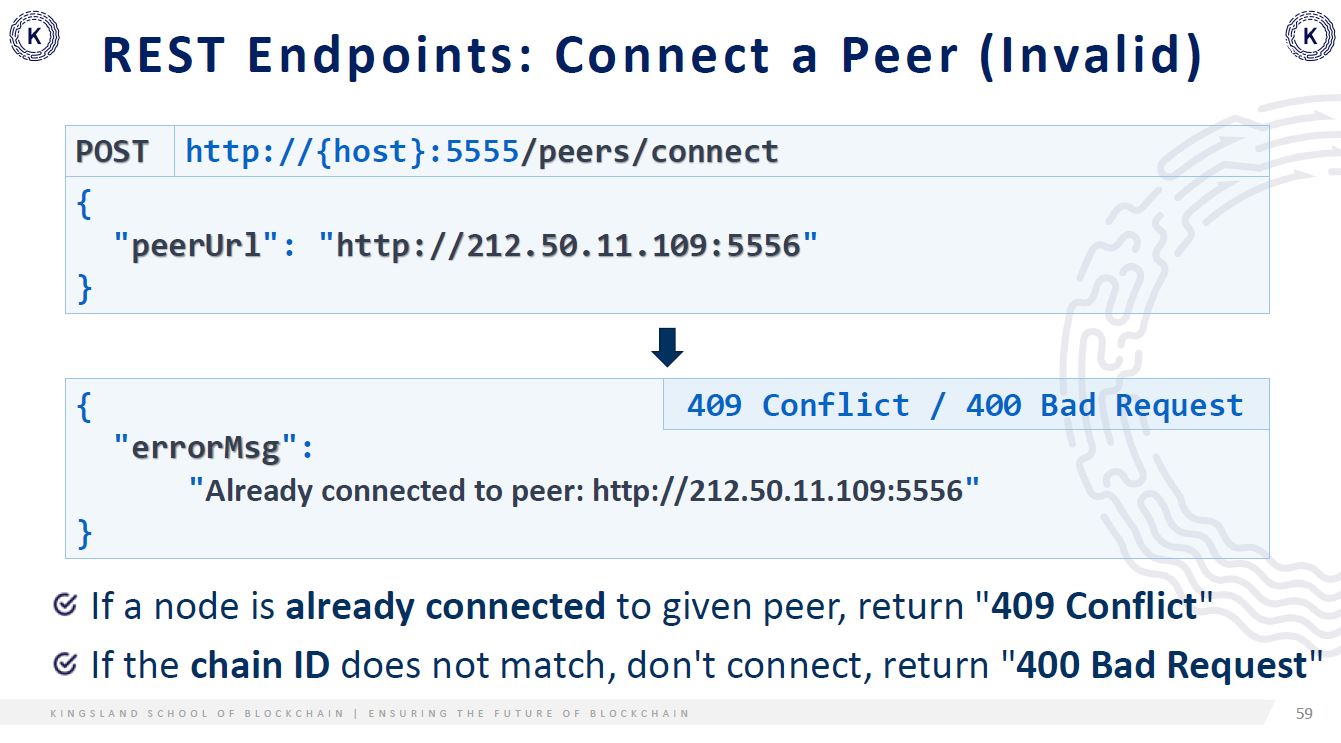 K
REST Endpoints: Connect a Peer (Invalid)
K
POST http://{host}:5555/peers/connect
{
"peerUrl": "http://212.50.11.109:5556"
}
{
409 Conflict / 400 Bad Request
"errorMsg":
"Already connected to peer: http://212.50.11.109:5556"
}
If a node is already connected to given peer, return "409 Conflict"
If the chain ID does not match, don't connect, return "400 Bad Request"
KINGSLAND SCHOOL OF BLOCKCHAIN | ENSURING THE FUTURE OF BLOCKCHAIN
59